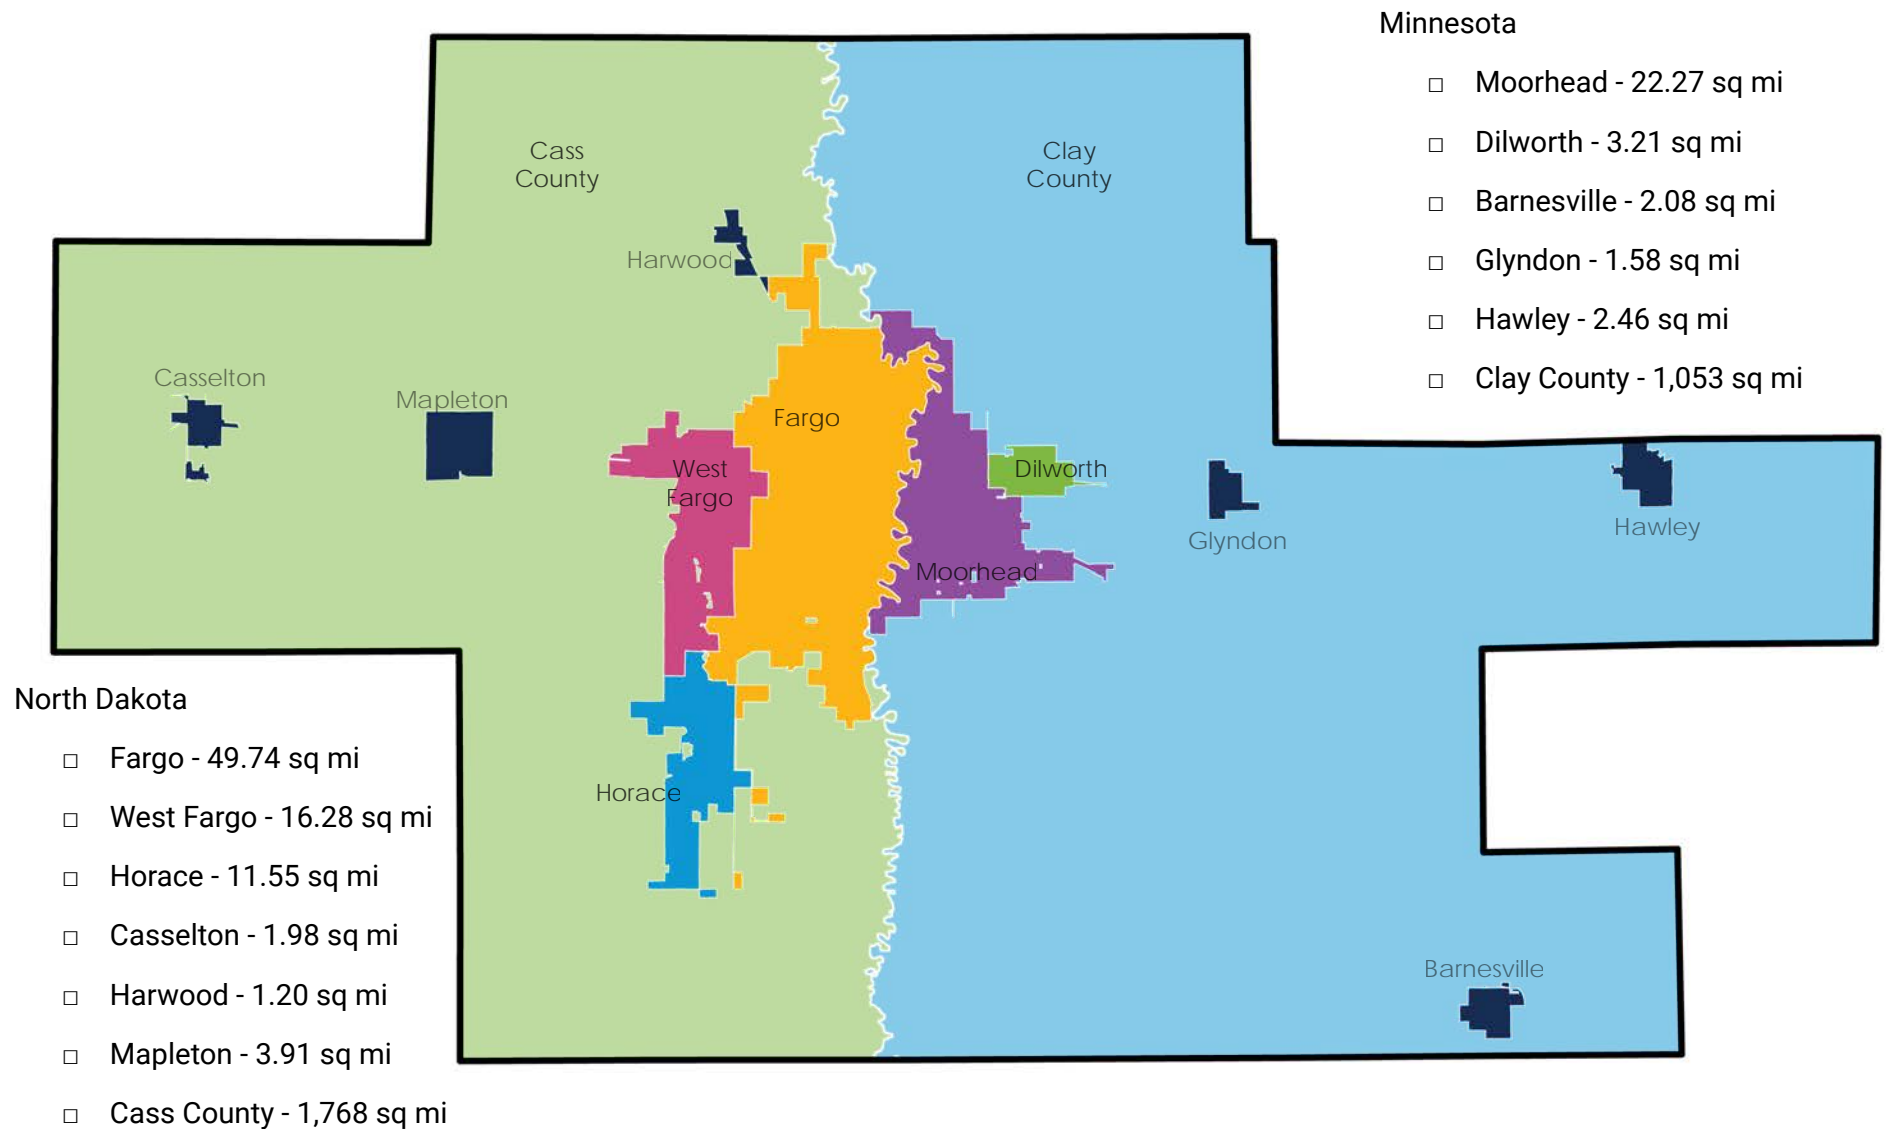 Minnesota
□ Moorhead - 22.27 sq mi
□ Dilworth - 3.21 sq mi
□ Barnesville - 2.08 sq mi
□ Glyndon - 1.58 sq mi
□ Hawley - 2.46 sq mi
□ Clay County - 1,053 sq mi
Cass
County
Clay
County
Harwood
Casselton
Mapleton
Fargo
West
Fargo
Dilworth
Moorhead
Glyndon
Hawley
Horace
Barnesville
North Dakota
□ Fargo - 49.74 sq mi
□ West Fargo - 16.28 sq mi
□ Horace - 11.55 sq mi
□ Casselton - 1.98 sq mi
□ Harwood - 1.20 sq mi
□ Mapleton - 3.91 sq mi
□ Cass County - 1,768 sq mi